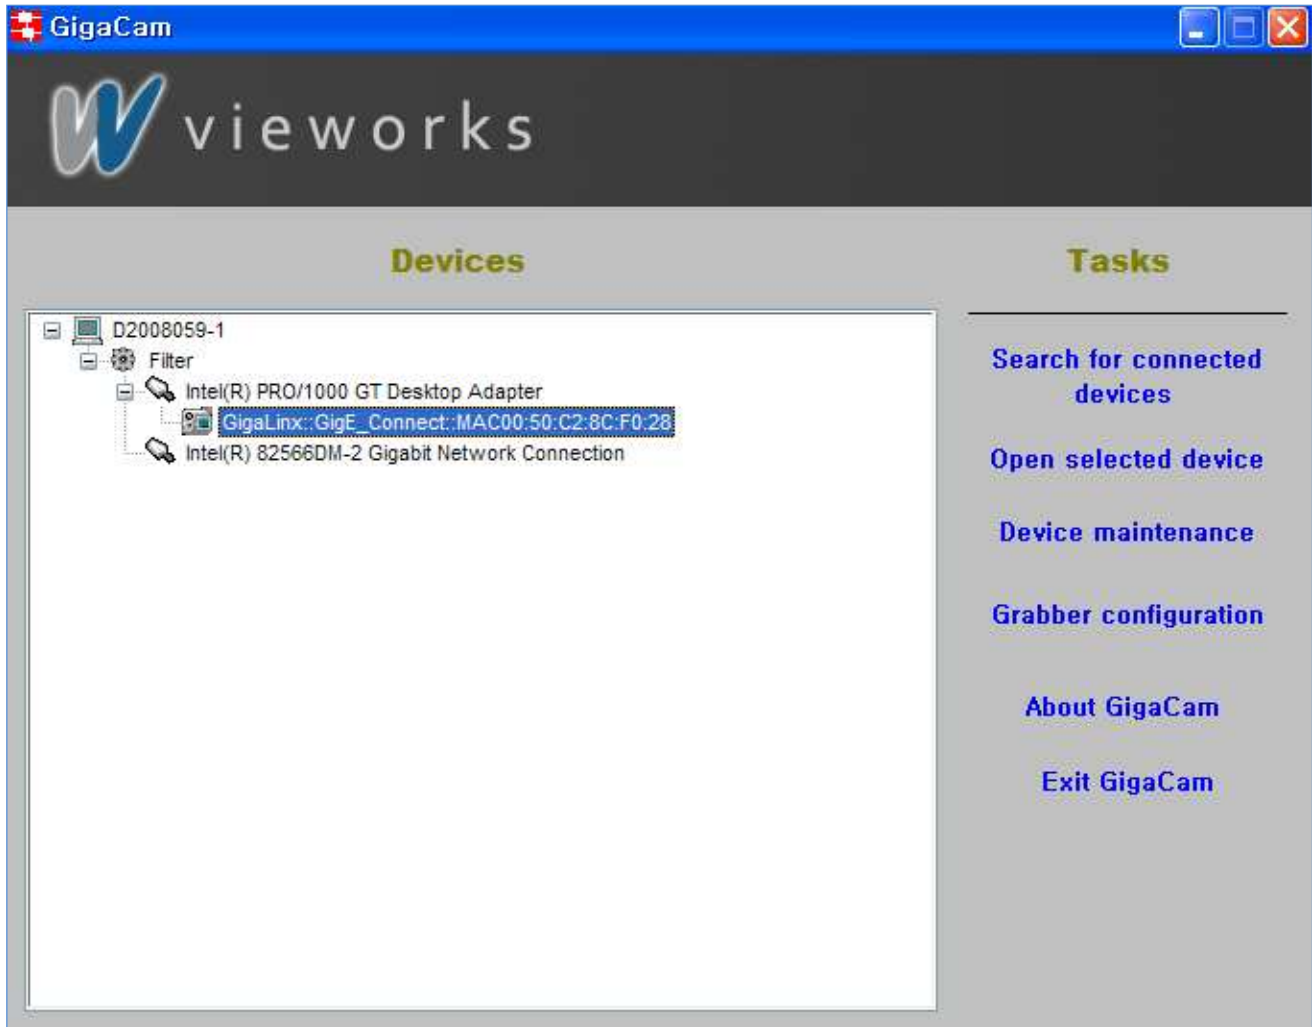 GigaCam
vieworks
Devices
D2008059-1
Filter
Intel(R) PRO/1000 GT Desktop Adapter
GigaLinx::GigE_Connect::MAC00:50:C2:8C:F0:28
Intel(R) 82566DM-2 Gigabit Network Connection
Tasks
Search for connected
devices
Open selected device
Device maintenance
Grabber configuration
About GigaCam
Exit GigaCam